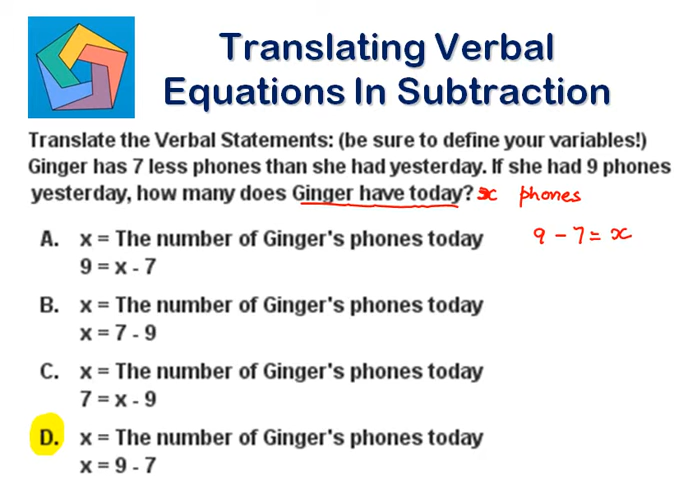 Translating Verbal
Equations In Subtraction
Translate the Verbal Statements: (be sure to define your variables!)
Ginger has 7 less phones than she had yesterday. If she had 9 phones
yesterday, how many does Ginger have today? x phones
9 - 7 = x
A. x = The number of Ginger's phones today
9 = x - 7
B. x = The number of Ginger's phones today
x = 7 - 9
C. x = The number of Ginger's phones today
7 = x - 9
D. x = The number of Ginger's phones today
x = 9 - 7